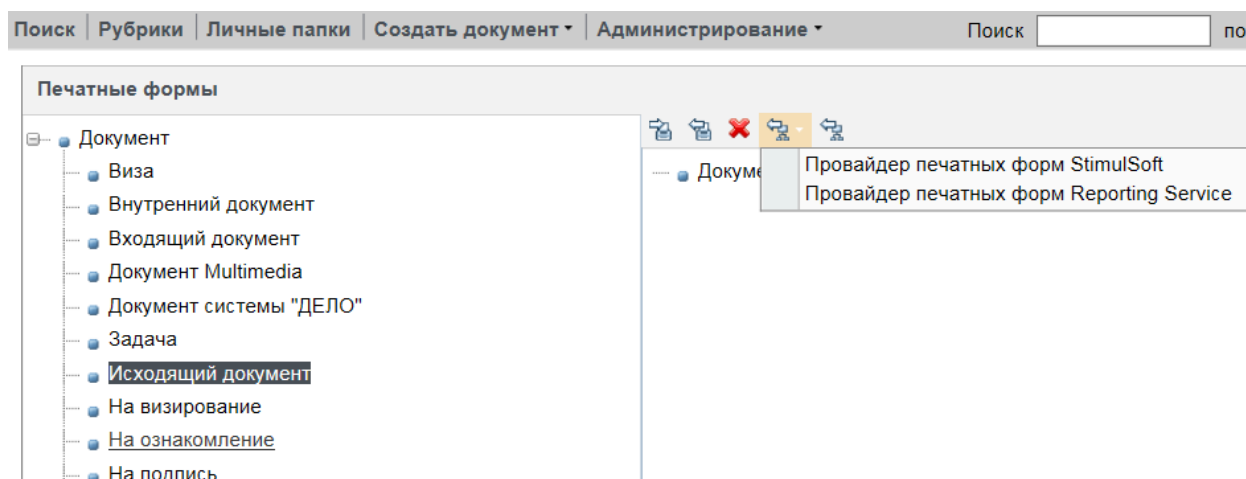 Поиск Рубрики Личные папки Создать документ Администрирование Поиск по
Печатные формы
Документ
Виза
Внутренний документ
Входящий документ
Документ Multimedia
Документ системы "ДЕЛО"
Задача
Исходящий документ
На визирование
На ознакомление
На подпись
Докуме
Провайдер печатных форм StimulSoft
Провайдер печатных форм Reporting Service